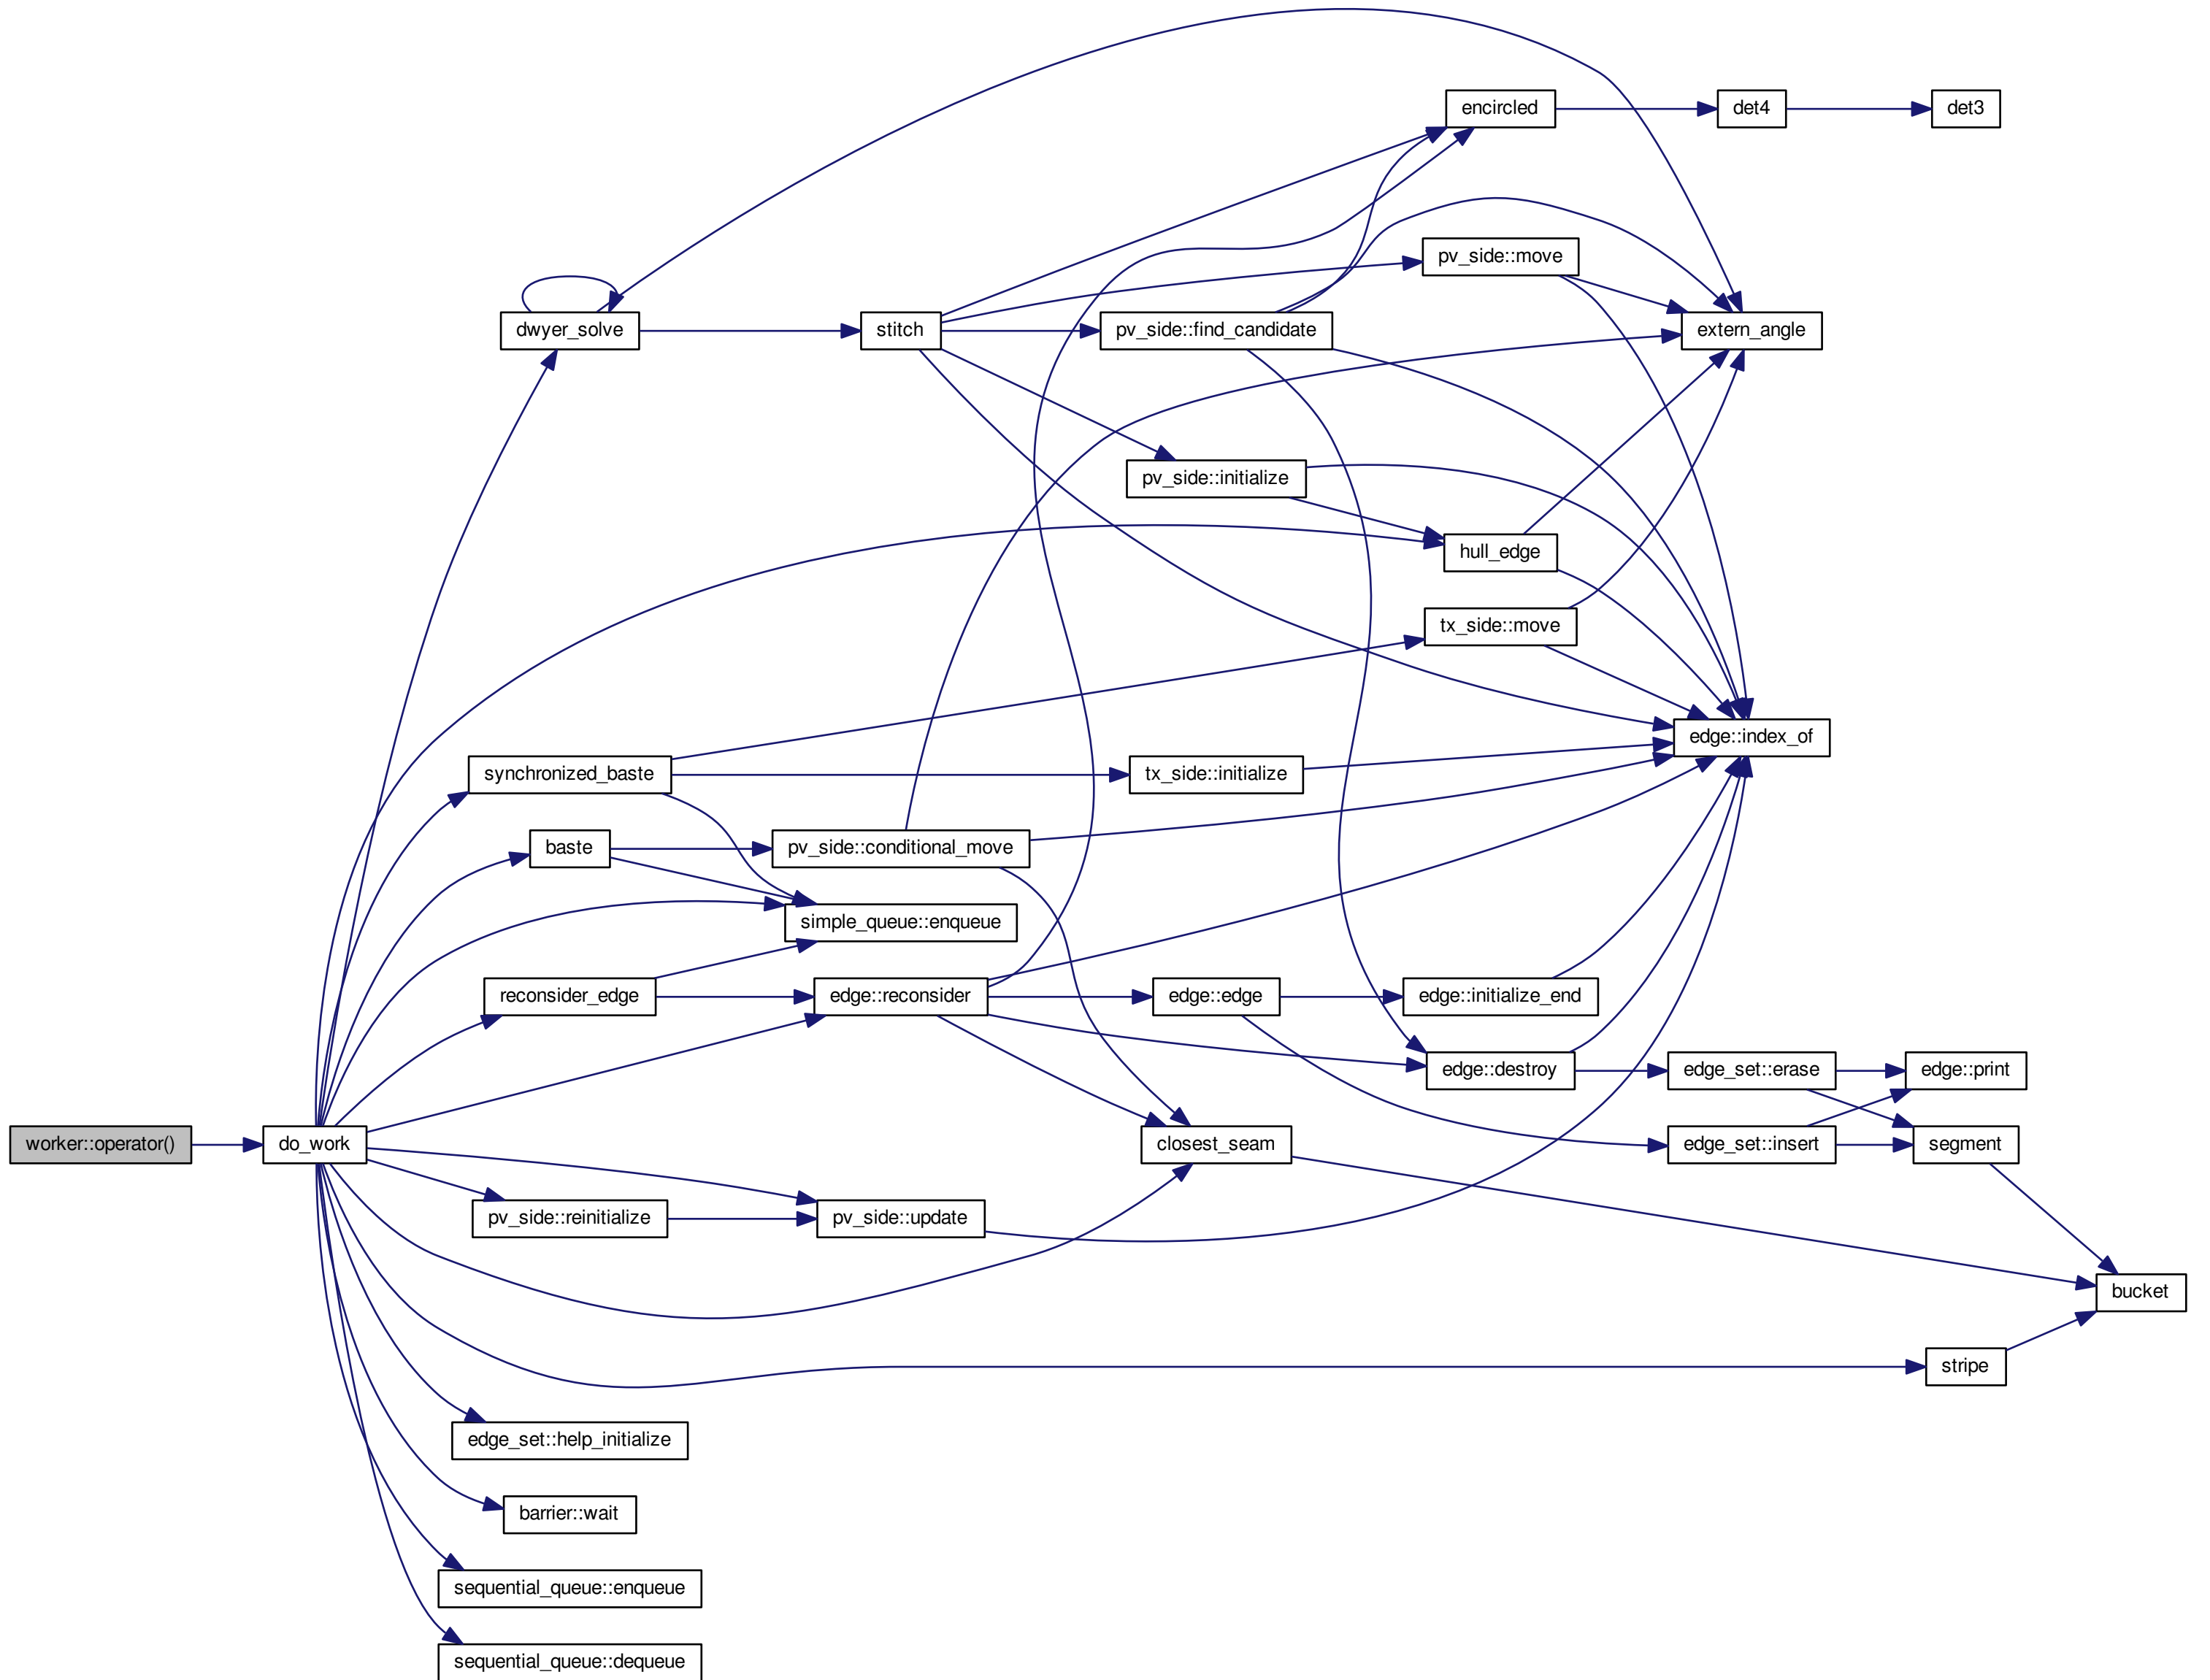 encircled
det4
det3
pv_side::move
dwyer_solve
stitch
pv_side::find_candidate
extern_angle
pv_side::initialize
hull_edge
tx_side::move
edge::index_of
synchronized_baste
tx_side::initialize
baste
pv_side::conditional_move
simple_queue::enqueue
reconsider_edge
edge::reconsider
edge::edge
edge::initialize_end
edge::destroy
edge_set::erase
edge::print
worker::operator()
do_work
closest_seam
edge_set::insert
segment
pv_side::reinitialize
pv_side::update
bucket
stripe
edge_set::help_initialize
barrier::wait
sequential_queue::enqueue
sequential_queue::dequeue